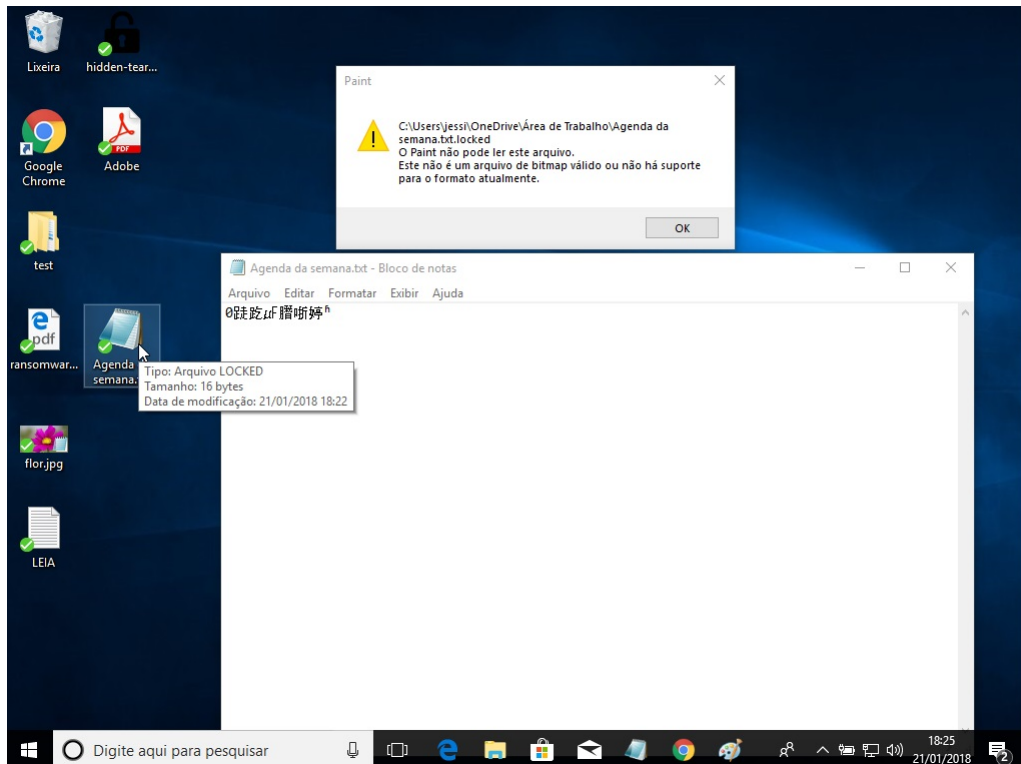 Lixeira
hidden-tear...
Google
Chrome
PDF
Adobe
test
pdf
ransomwar...
Agenda
semana.
flor.jpg
LEIA
Paint
C:\Users\jessi\OneDrive\Área de Trabalho\Agenda da
semana.txt.locked
O Paint não pode ler este arquivo.
Este não é um arquivo de bitmap válido ou não há suporte
para o formato atualmente.
OK
Agenda da semana.txt - Bloco de notas
Arquivo Editar Formatar Exibir Ajuda
Tipo: Arquivo LOCKED
Tamanho: 16 bytes
Data de modificação: 21/01/2018 18:22
Digite aqui para pesquisar
18:25
21/01/2018
2